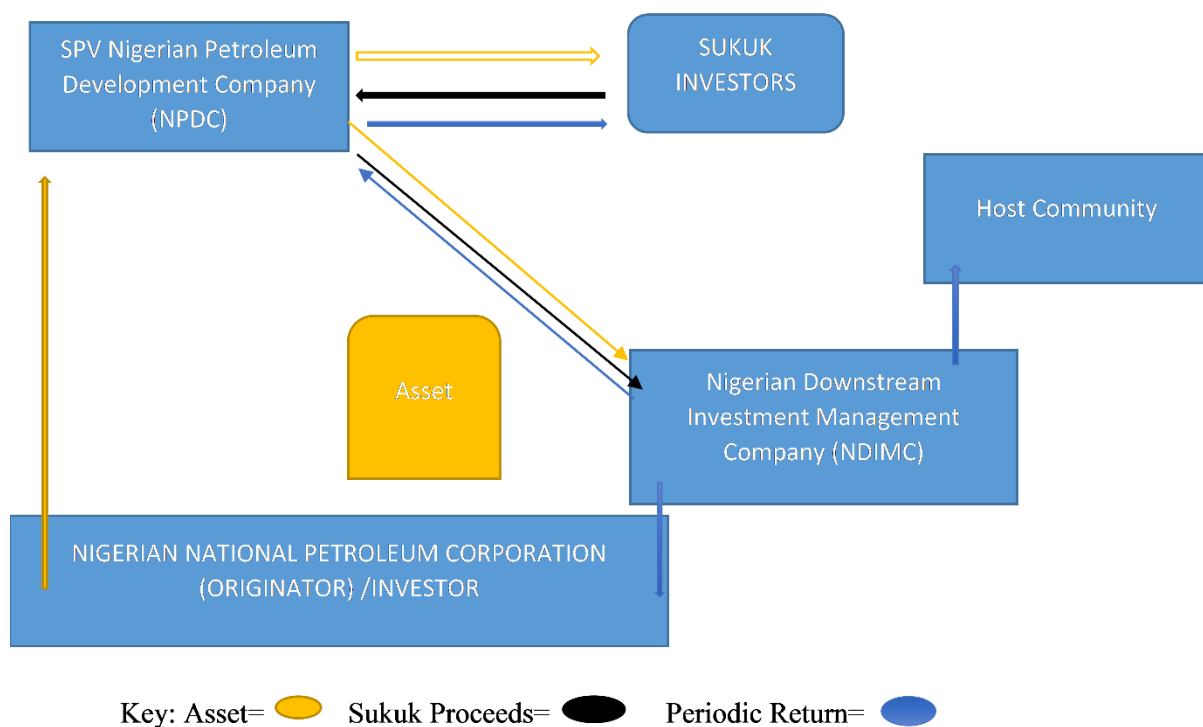 SPV Nigerian Petroleum
Development Company
(NPDC)
SUKUK
INVESTORS
Host Community
Asset
Nigerian Downstream
Investment Management
Company (NDIMC)
NIGERIAN NATIONAL PETROLEUM CORPORATION
(ORIGINATOR) /INVESTOR
Key: Asset= Sukuk Proceeds= Periodic Return=